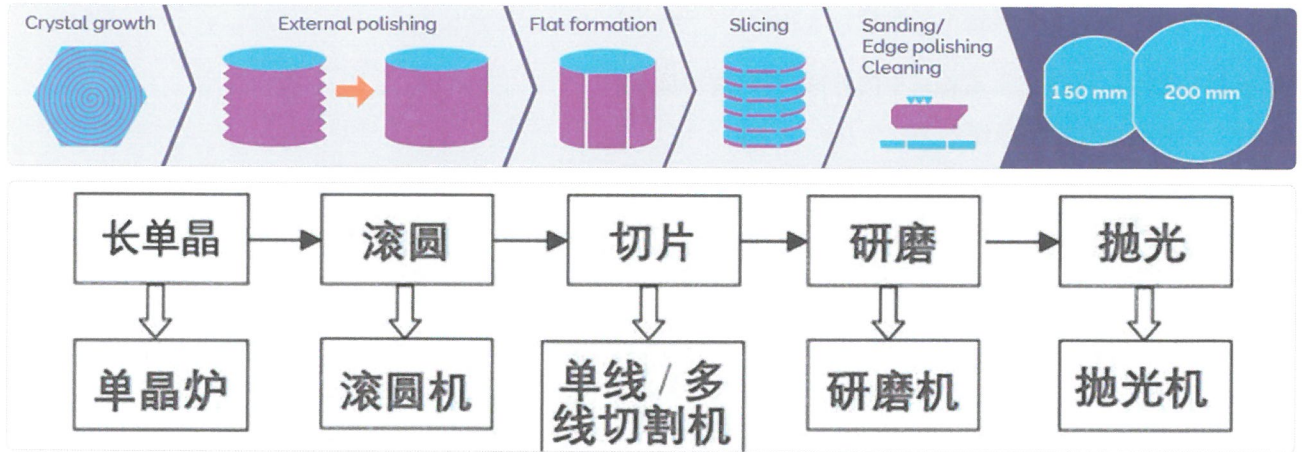 Crystal growth
External polishing
Flat formation
Slicing
Sanding/
Edge polishing
Cleaning
150 mm
200 mm
长单晶
滚圆
切片
研磨
抛光
单晶炉
滚圆机
单线 / 多
线切割机
研磨机
抛光机